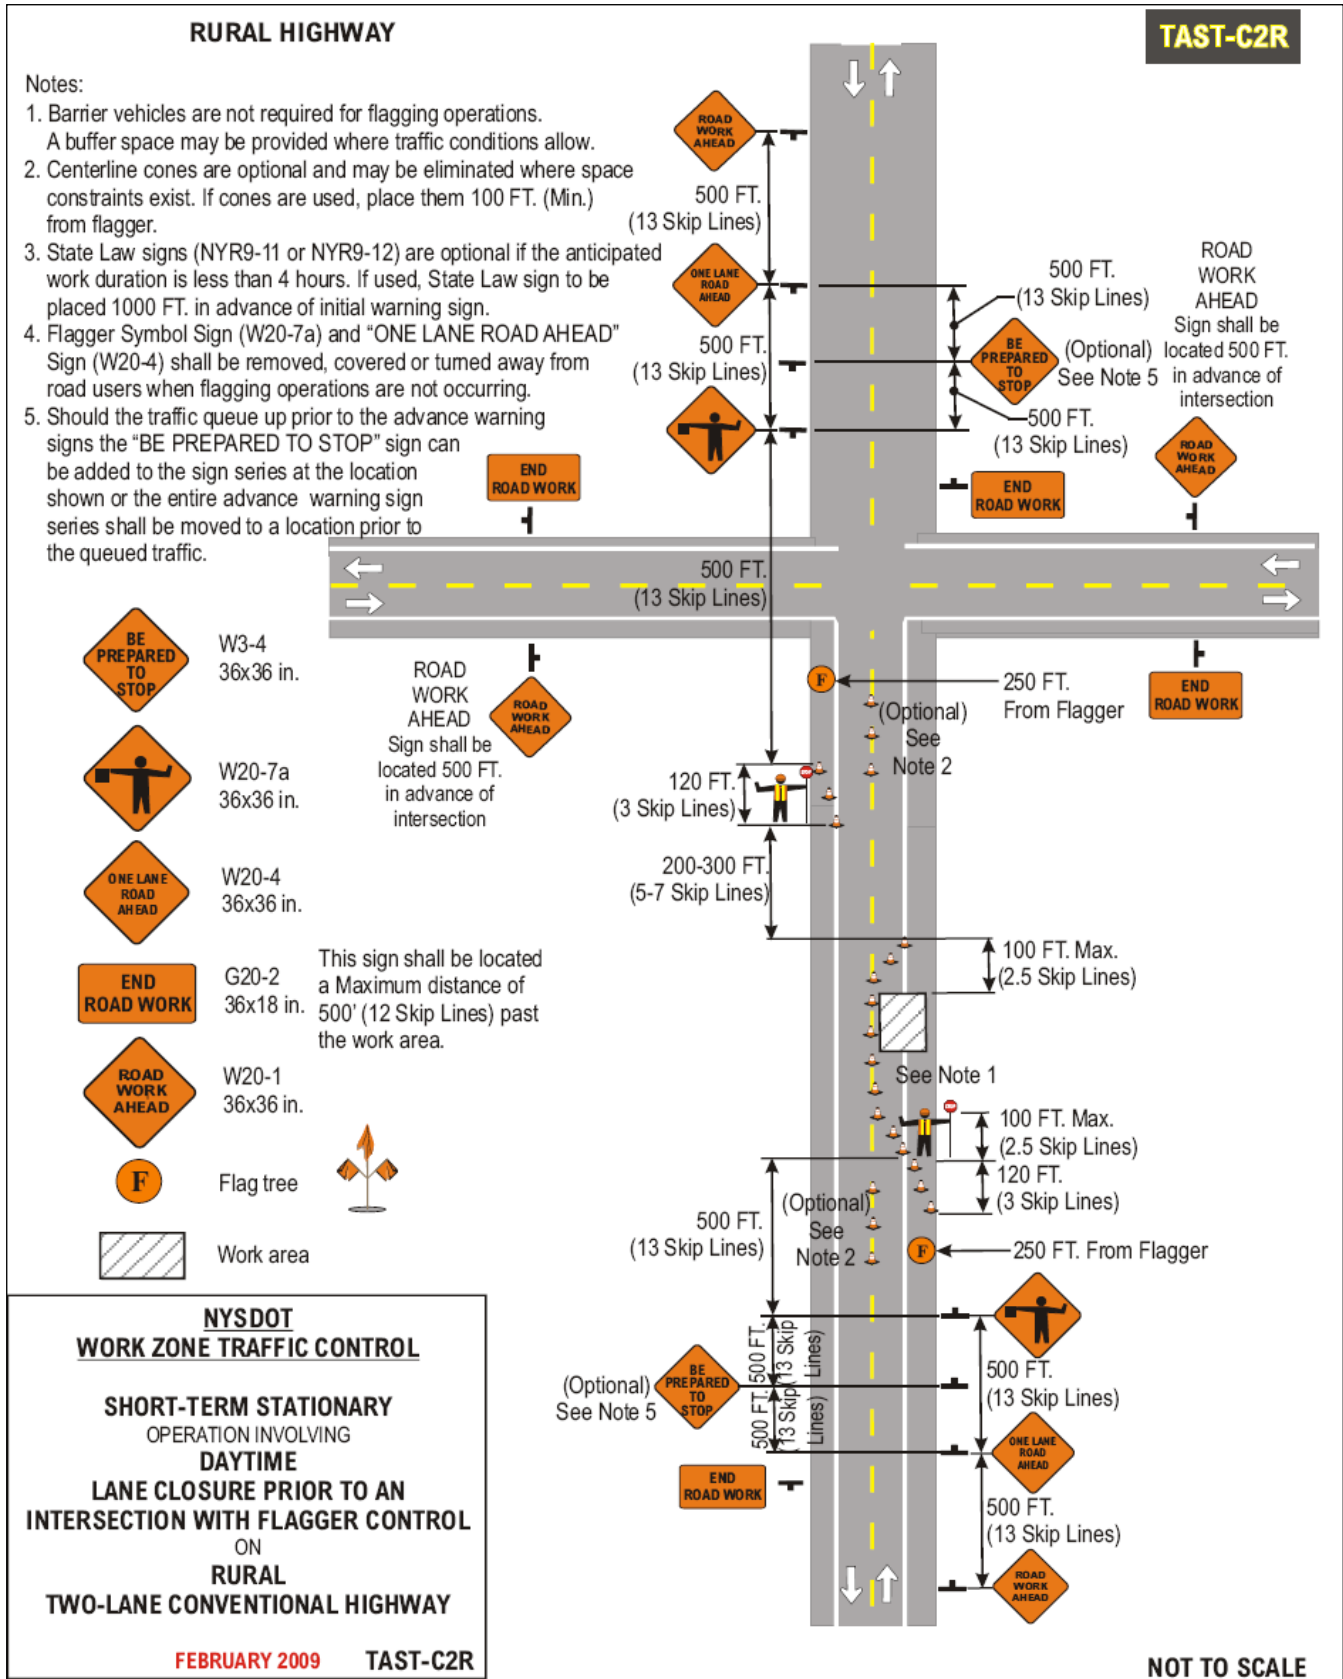 RURAL HIGHWAY
TAST-C2R
Notes:
1. Barrier vehicles are not required for flagging operations.
A buffer space may be provided where traffic conditions allow.
2. Centerline cones are optional and may be eliminated where space
constraints exist. If cones are used, place them 100 FT. (Min.)
from flagger.
3. State Law signs (NYR9-11 or NYR9-12) are optional if the anticipated
work duration is less than 4 hours. If used, State Law sign to be
placed 1000 FT. in advance of initial warning sign.
4. Flagger Symbol Sign (W20-7a) and “ONE LANE ROAD AHEAD”
Sign (W20-4) shall be removed, covered or turned away from
road users when flagging operations are not occurring.
5. Should the traffic queue up prior to the advance warning
signs the “BE PREPARED TO STOP” sign can
be added to the sign series at the location
shown or the entire advance warning sign
series shall be moved to a location prior to
the queued traffic.
ROAD
WORK
AHEAD
500 FT.
(13 Skip Lines)
ONE LANE
ROAD
AHEAD
500 FT.
(13 Skip Lines)
500 FT.
(13 Skip Lines)
BE
PREPARED
TO
STOP
(Optional)
See Note 5
500 FT.
(13 Skip Lines)
ROAD
WORK
AHEAD
Sign shall be
located 500 FT.
in advance of
intersection
ROAD
WORK
AHEAD
END
ROAD WORK
END
ROAD WORK
500 FT.
(13 Skip Lines)
BE
PREPARED
TO
STOP
W3-4
36x36 in.
W20-7a
36x36 in.
ONE LANE
ROAD
AHEAD
W20-4
36x36 in.
END
ROAD WORK
G20-2
36x18 in.
This sign shall be located
a Maximum distance of
500' (12 Skip Lines) past
the work area.
ROAD
WORK
AHEAD
W20-1
36x36 in.
F
Flag tree
Work area
ROAD
WORK
AHEAD
Sign shall be
located 500 FT.
in advance of
intersection
ROAD
WORK
AHEAD
F
250 FT.
From Flagger
END
ROAD WORK
(Optional)
See
Note 2
120 FT.
(3 Skip Lines)
STOP
200-300 FT.
(5-7 Skip Lines)
100 FT. Max.
(2.5 Skip Lines)
See Note 1
STOP
100 FT. Max.
(2.5 Skip Lines)
120 FT.
(3 Skip Lines)
500 FT.
(13 Skip Lines)
(Optional)
See
Note 2
F
250 FT. From Flagger
500 FT.
(13 Skip
Lines)
500 FT.
(13 Skip
Lines)
(Optional)
See Note 5
BE
PREPARED
TO
STOP
500 FT.
(13 Skip Lines)
ONE LANE
ROAD
AHEAD
END
ROAD WORK
500 FT.
(13 Skip Lines)
ROAD
WORK
AHEAD
NYSDOT
WORK ZONE TRAFFIC CONTROL
SHORT-TERM STATIONARY
OPERATION INVOLVING
DAYTIME
LANE CLOSURE PRIOR TO AN
INTERSECTION WITH FLAGGER CONTROL
ON
RURAL
TWO-LANE CONVENTIONAL HIGHWAY
FEBRUARY 2009 TAST-C2R
NOT TO SCALE